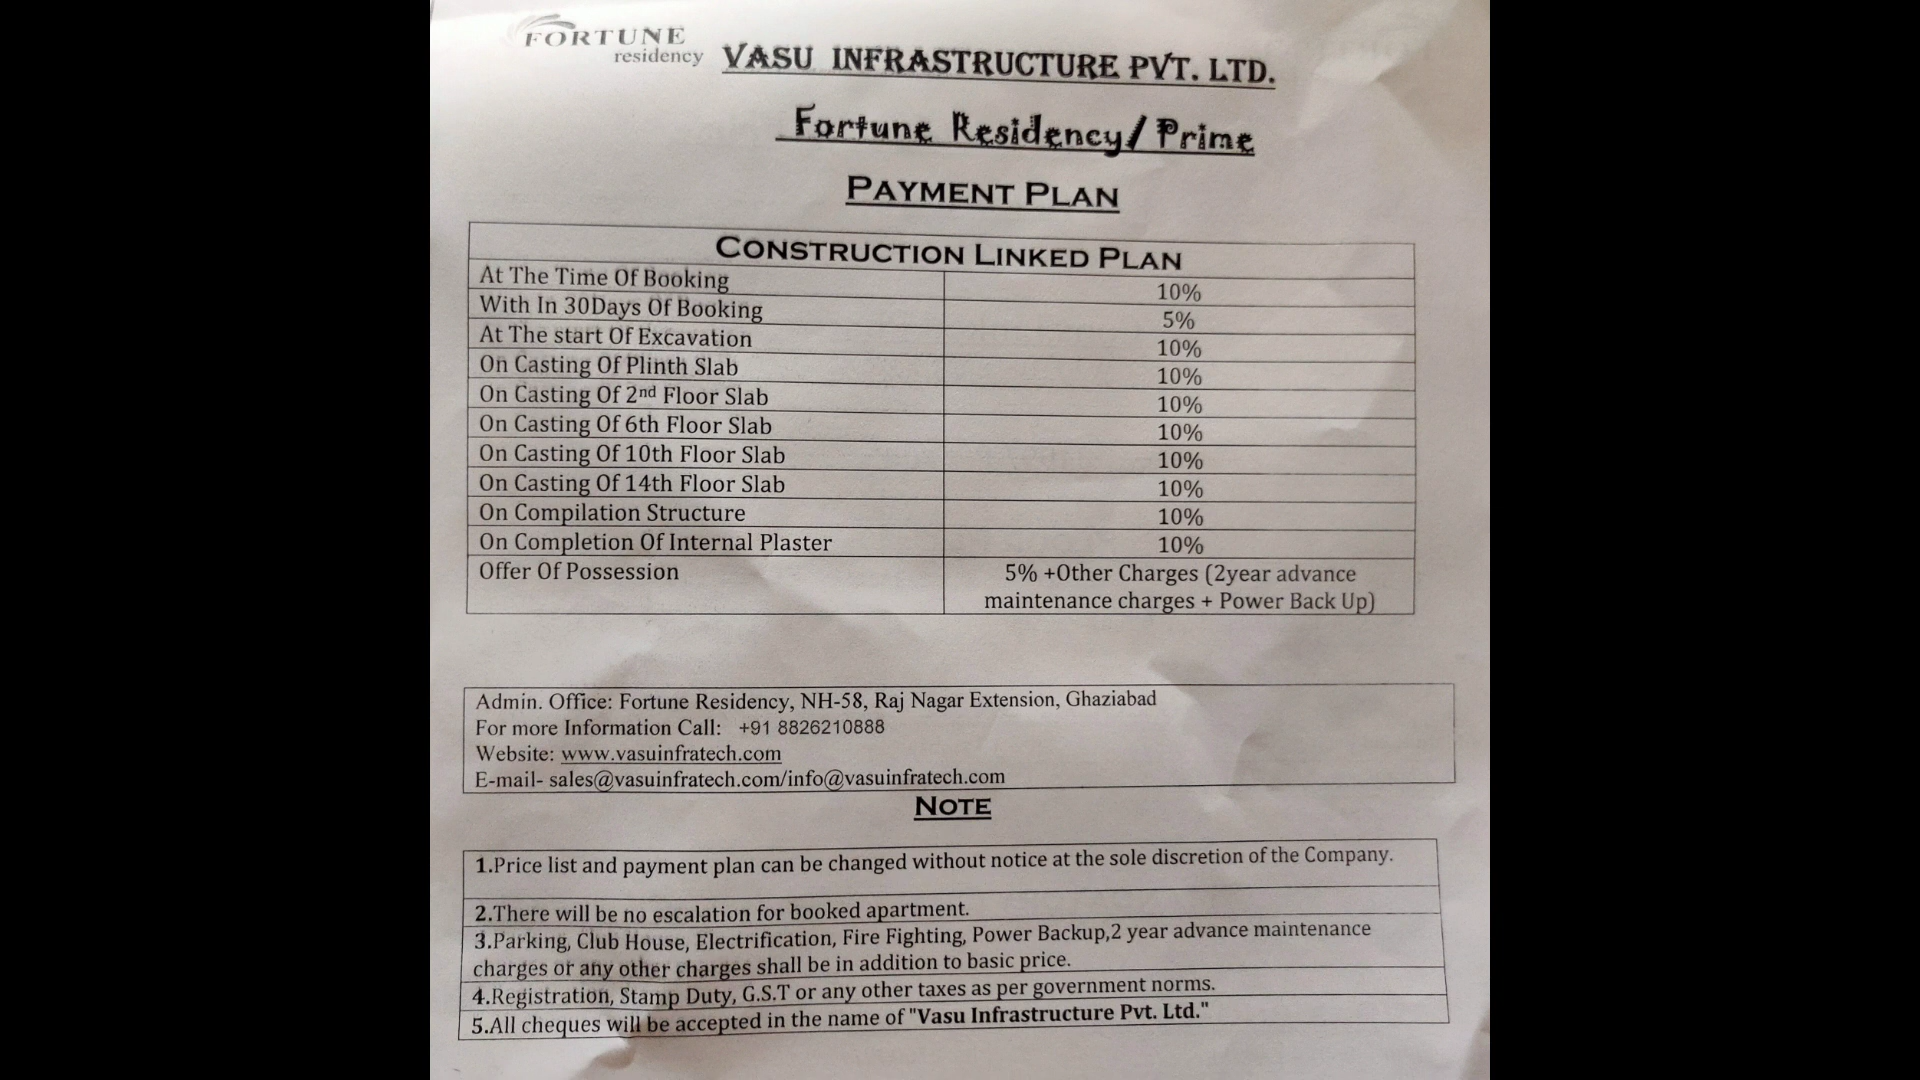 FORTUNE
residency
VASU INFRASTRUCTURE PVT. LTD.
Fortune Residency/ Prime
PAYMENT PLAN
CONSTRUCTION LINKED PLAN
At The Time Of Booking 10%
With In 30Days Of Booking 5%
At The start Of Excavation 10%
On Casting Of Plinth Slab 10%
On Casting Of 2nd Floor Slab 10%
On Casting Of 6th Floor Slab 10%
On Casting Of 10th Floor Slab 10%
On Casting Of 14th Floor Slab 10%
On Compilation Structure 10%
On Completion Of Internal Plaster 10%
Offer Of Possession 5% +Other Charges (2year advance
maintenance charges + Power Back Up)
Admin. Office: Fortune Residency, NH-58, Raj Nagar Extension, Ghaziabad
For more Information Call: +91 8826210888
Website: www.vasuinfratech.com
E-mail- sales@vasuinfratech.com/info@vasuinfratech.com
NOTE
1.Price list and payment plan can be changed without notice at the sole discretion of the Company.
2.There will be no escalation for booked apartment.
3.Parking, Club House, Electrification, Fire Fighting, Power Backup,2 year advance maintenance
charges or any other charges shall be in addition to basic price.
4.Registration, Stamp Duty, G.S.T or any other taxes as per government norms.
5.All cheques will be accepted in the name of "Vasu Infrastructure Pvt. Ltd."